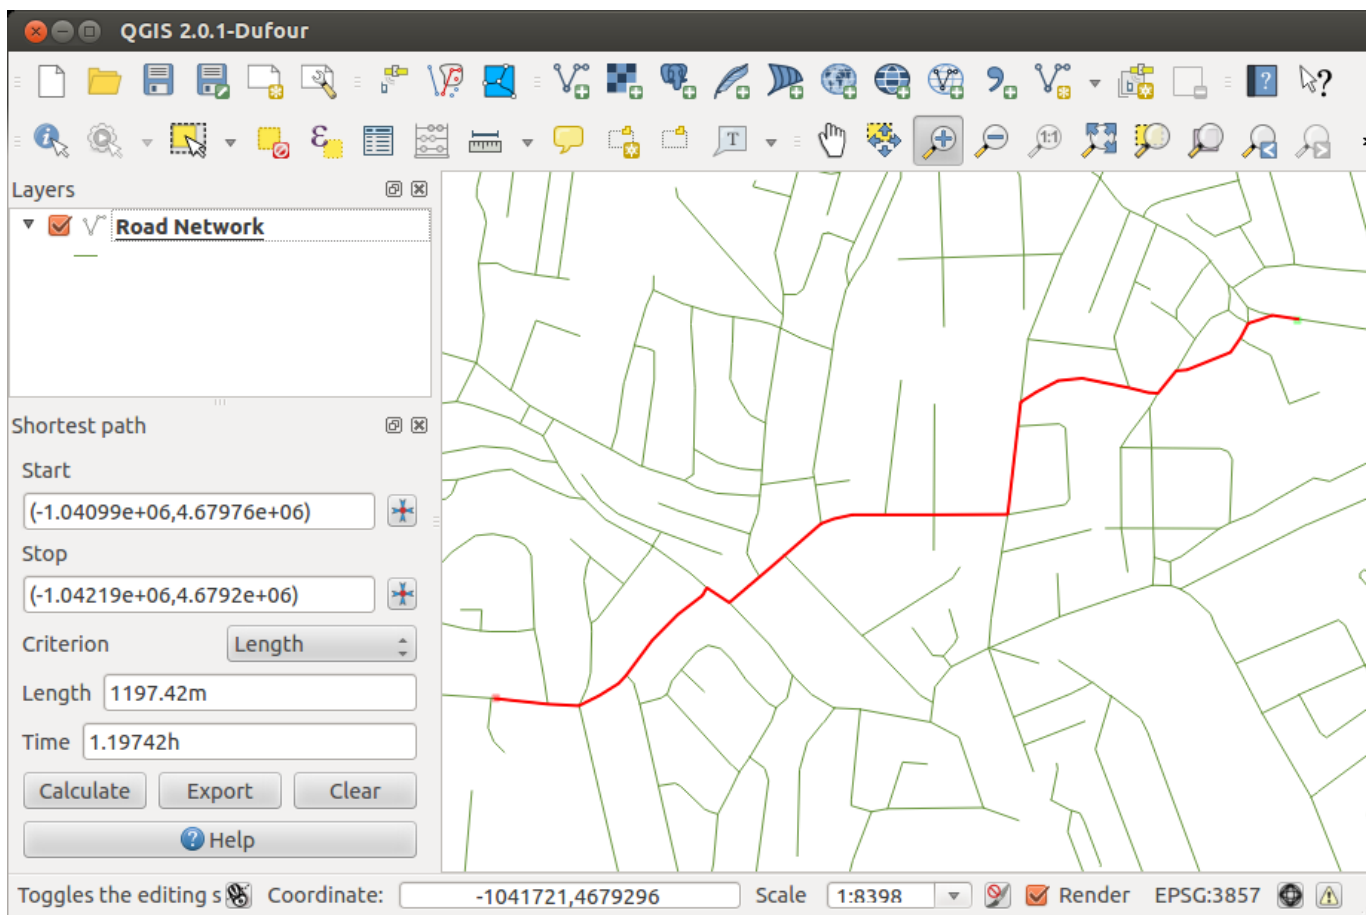 QGIS 2.0.1-Dufour
?
?
ε
T
1:1
Layers
Road Network
Shortest path
Start
(-1.04099e+06,4.67976e+06)
Stop
(-1.04219e+06,4.6792e+06)
Criterion Length
Length 1197.42m
Time 1.19742h
Calculate Export Clear
? Help
Toggles the editing s Coordinate: -1041721,4679296 Scale 1:8398 Render EPSG:3857